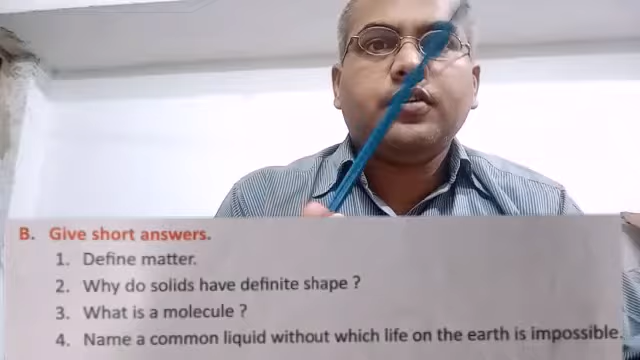 B. Give short answers.
1. Define matter.
2. Why do solids have definite shape ?
3. What is a molecule ?
4. Name a common liquid without which life on the earth is impossible.